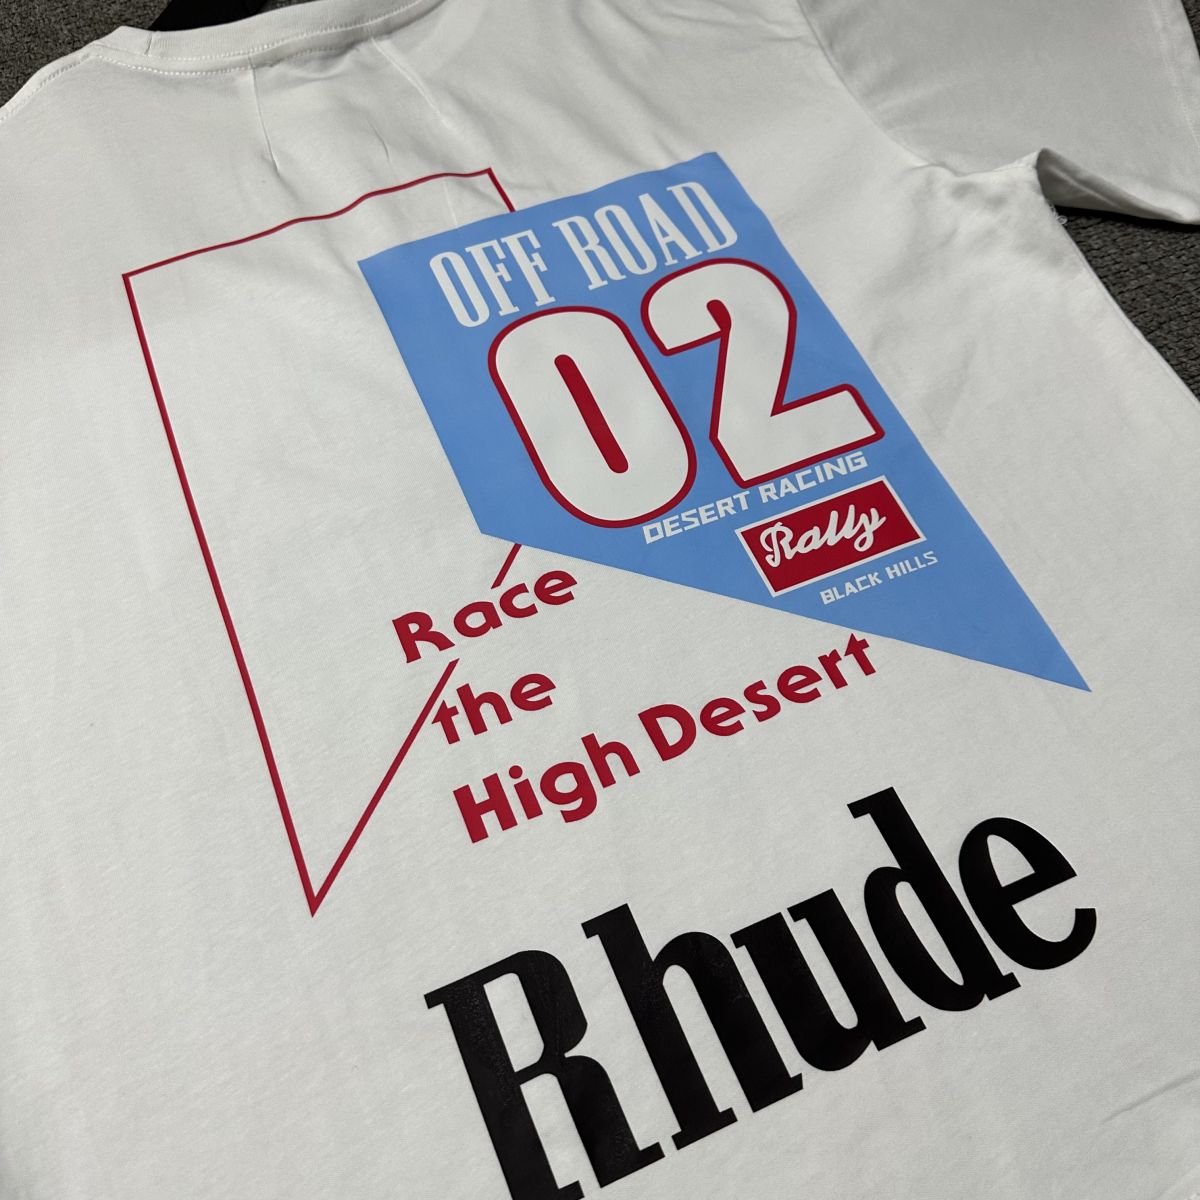 OFF ROAD
02
DESERT RACING
Rally
BLACK HILLS
Race
the
High Desert
Rhude